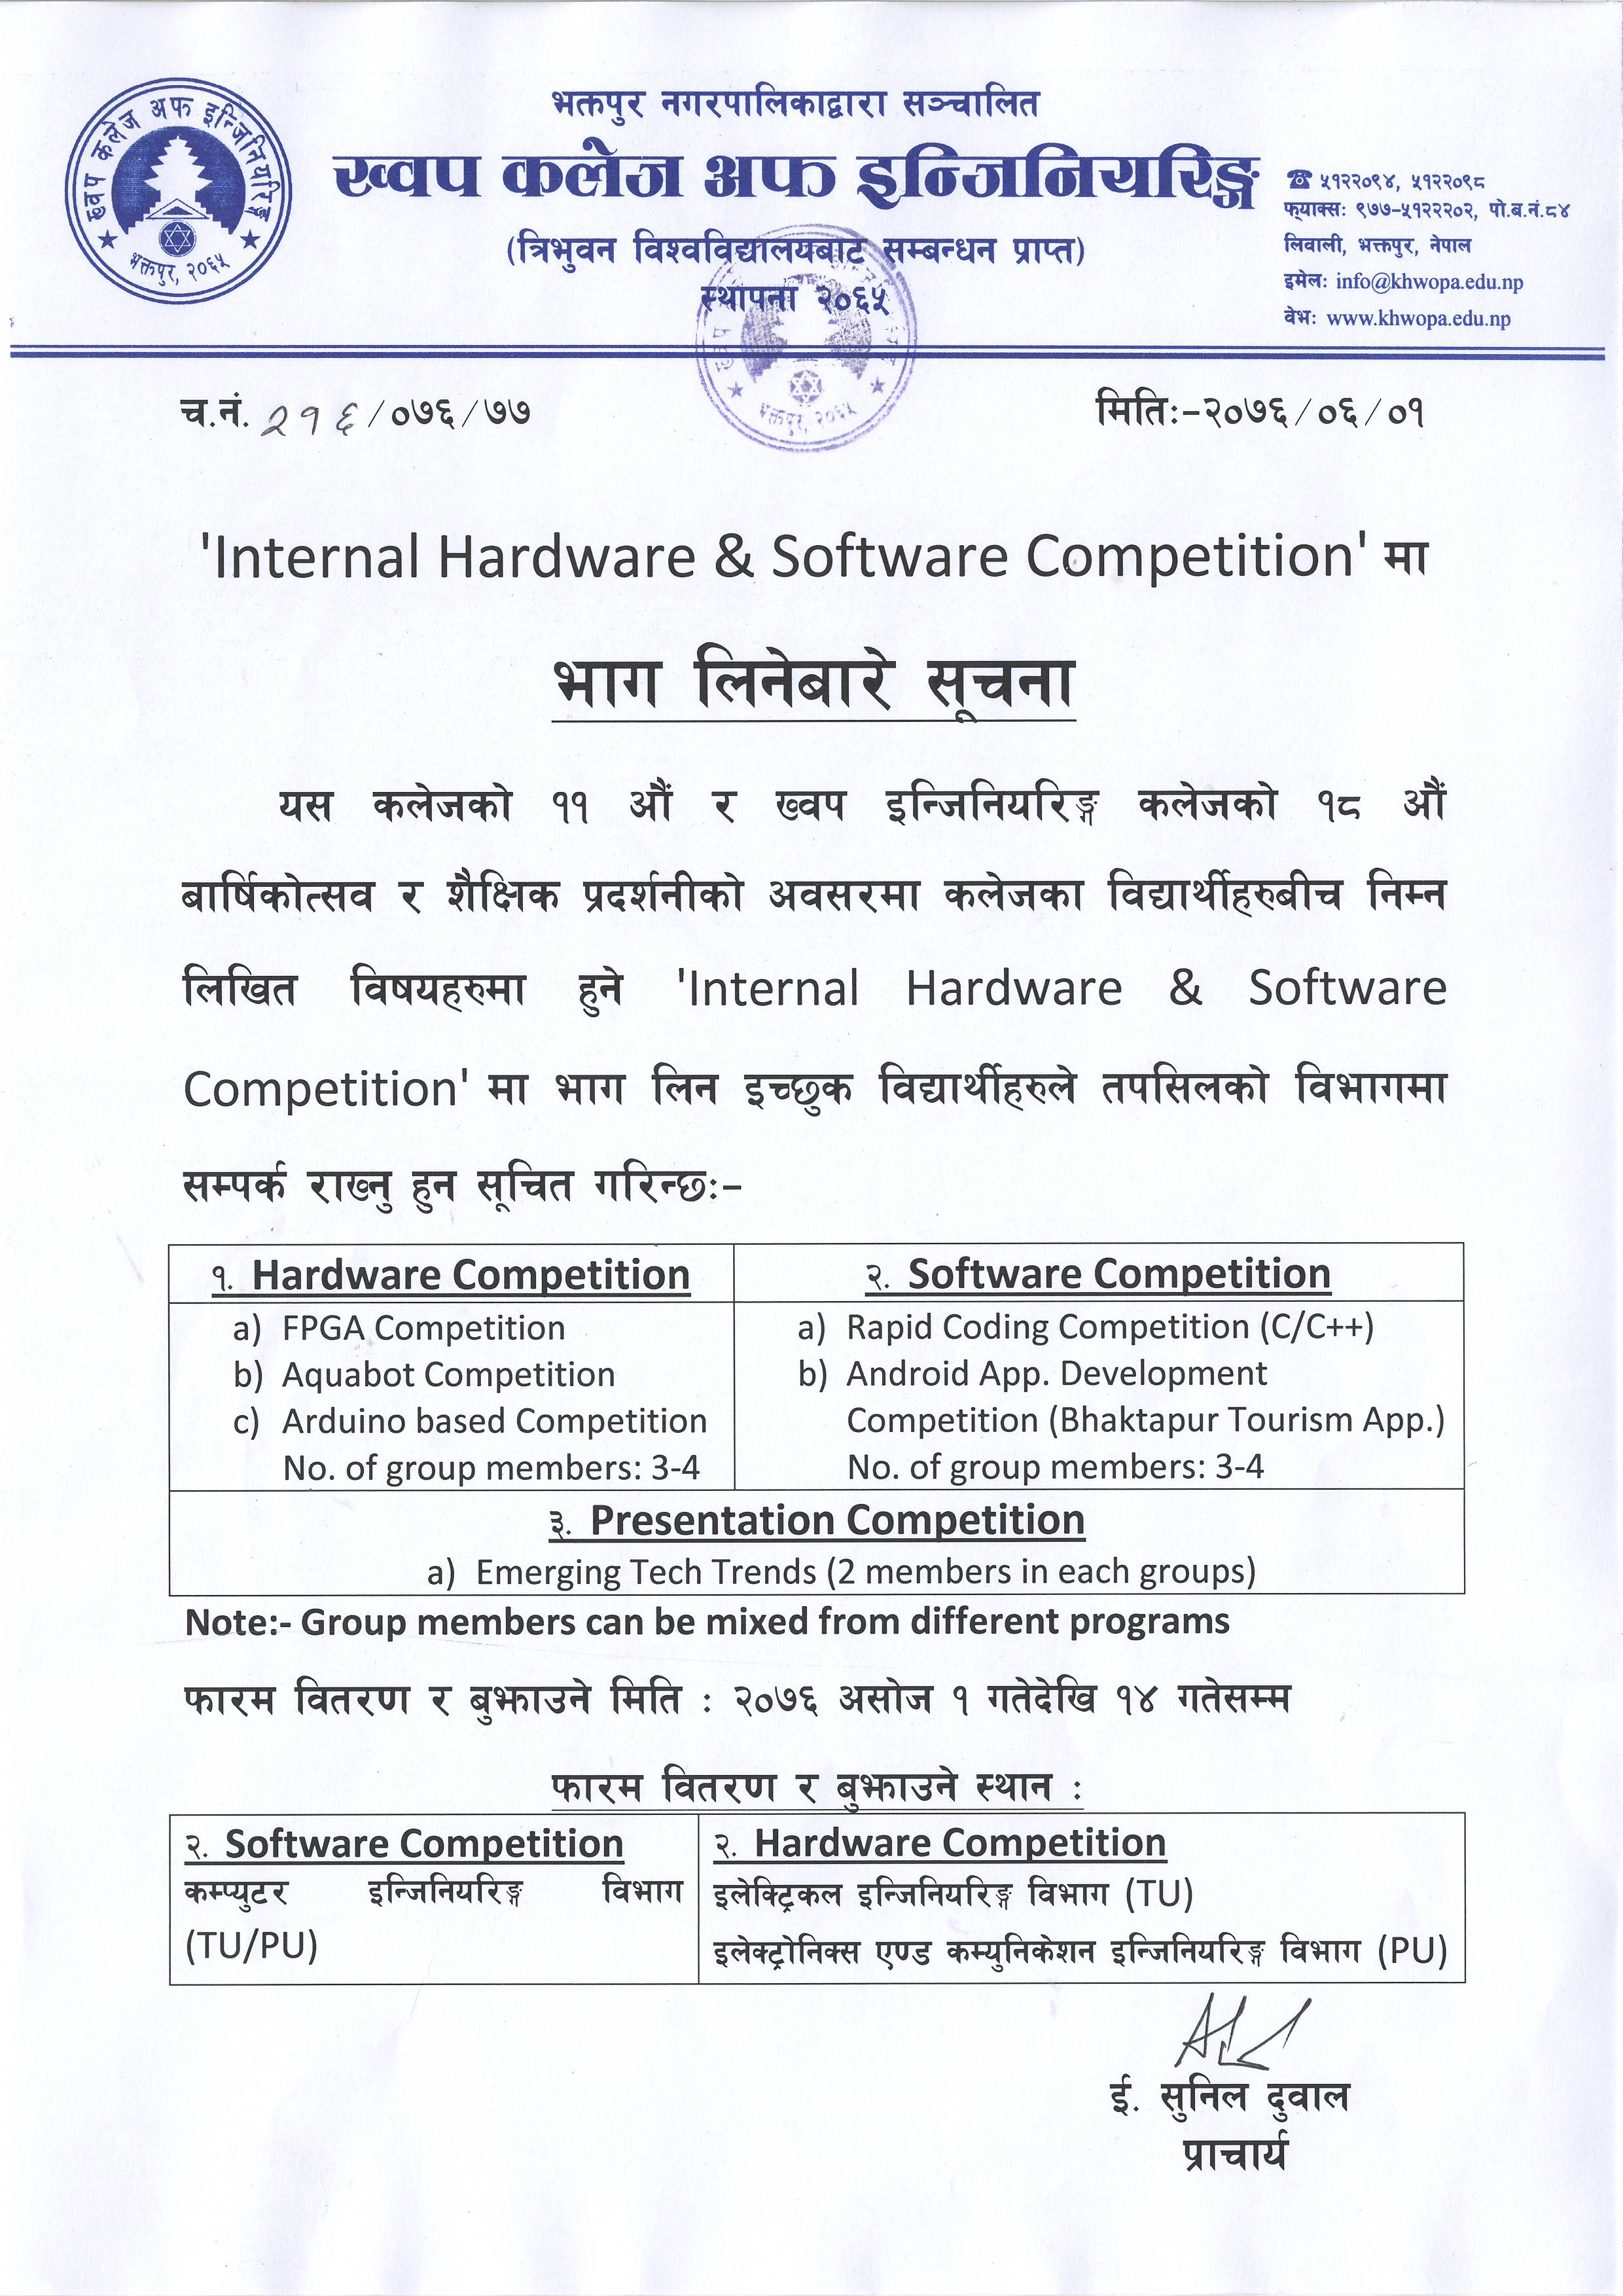 ख्वप कलेज अफ इन्जिनियरिङ्ग
भक्तपुर, २०६५
भक्तपुर नगरपालिकाद्वारा सञ्चालित
ख्वप कलेज अफ इन्जिनियरिङ्ग
(त्रिभुवन विश्वविद्यालयबाट सम्बन्धन प्राप्त)
स्थापना २०६५
☎ ५१२२०९४, ५१२२०९८
फ्याक्सः ९७७-५१२२२०२, पो.ब.नं.८४
लिवाली, भक्तपुर, नेपाल
इमेलः info@khwopa.edu.np
वेभः www.khwopa.edu.np
भक्तपुर, २०६५
च.नं. २१६/०७६/७७
मितिः-२०७६/०६/०१
'Internal Hardware & Software Competition' मा
भाग लिनेबारे सूचना
यस कलेजको ११ औं र ख्वप इन्जिनियरिङ्ग कलेजको १८ औं
बार्षिकोत्सव र शैक्षिक प्रदर्शनीको अवसरमा कलेजका विद्यार्थीहरुबीच निम्न
लिखित विषयहरुमा हुने 'Internal Hardware & Software
Competition' मा भाग लिन इच्छुक विद्यार्थीहरुले तपसिलको विभागमा
सम्पर्क राख्नु हुन सूचित गरिन्छः-
१. Hardware Competition
a) FPGA Competition
b) Aquabot Competition
c) Arduino based Competition
No. of group members: 3-4
२. Software Competition
a) Rapid Coding Competition (C/C++)
b) Android App. Development
Competition (Bhaktapur Tourism App.)
No. of group members: 3-4
३. Presentation Competition
a) Emerging Tech Trends (2 members in each groups)
Note:- Group members can be mixed from different programs
फारम वितरण र बुझाउने मिति : २०७६ असोज १ गतेदेखि १४ गतेसम्म
फारम वितरण र बुझाउने स्थान :
२. Software Competition
कम्प्युटर इन्जिनियरिङ्ग विभाग
(TU/PU)
२. Hardware Competition
इलेक्ट्रिकल इन्जिनियरिङ्ग विभाग (TU)
इलेक्ट्रोनिक्स एण्ड कम्युनिकेशन इन्जिनियरिङ्ग विभाग (PU)
ई. सुनिल दुवाल
प्राचार्य